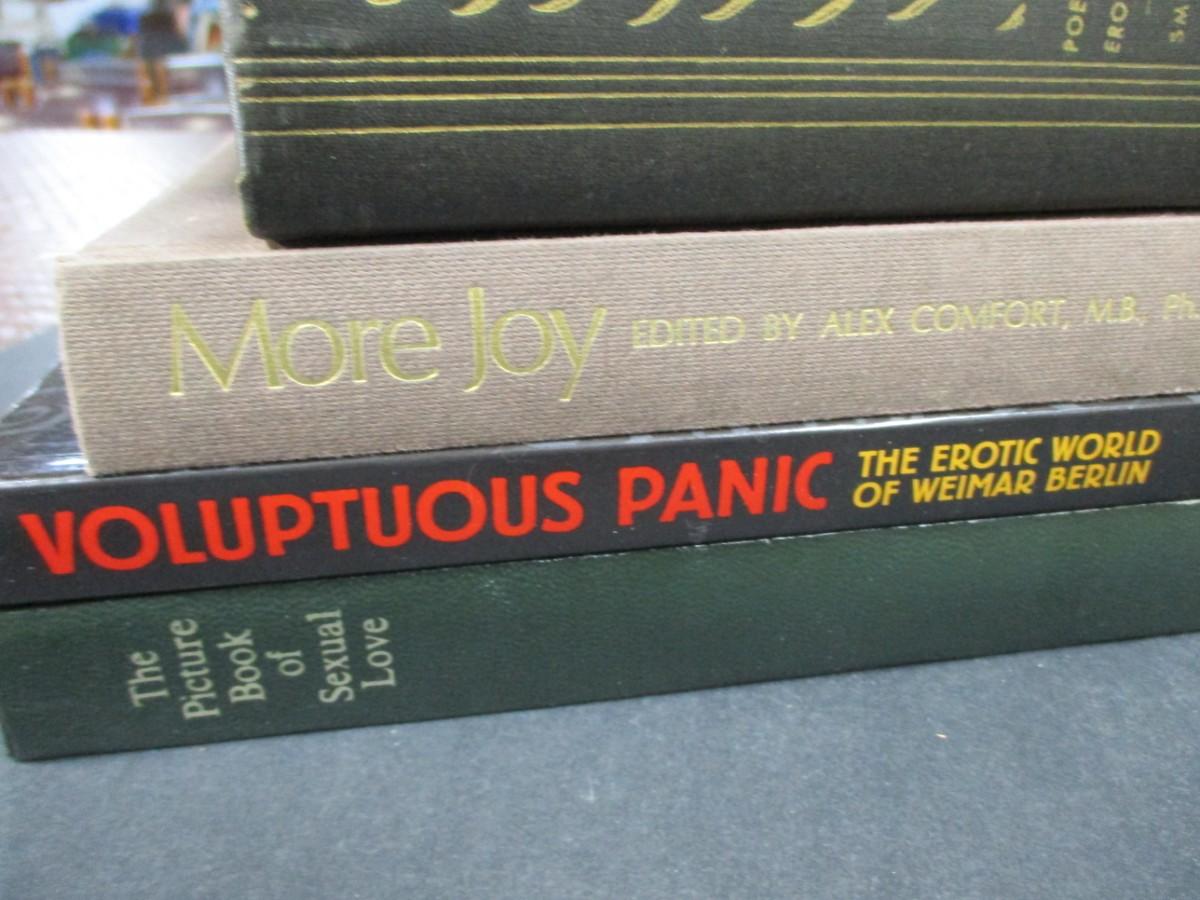 More Joy EDITED BY ALEX COMFORT, M.B.,
VOLUPTUOUS PANIC
THE EROTIC WORLD
OF WEIMAR BERLIN
The
Picture
Book
of
Sexual
Love